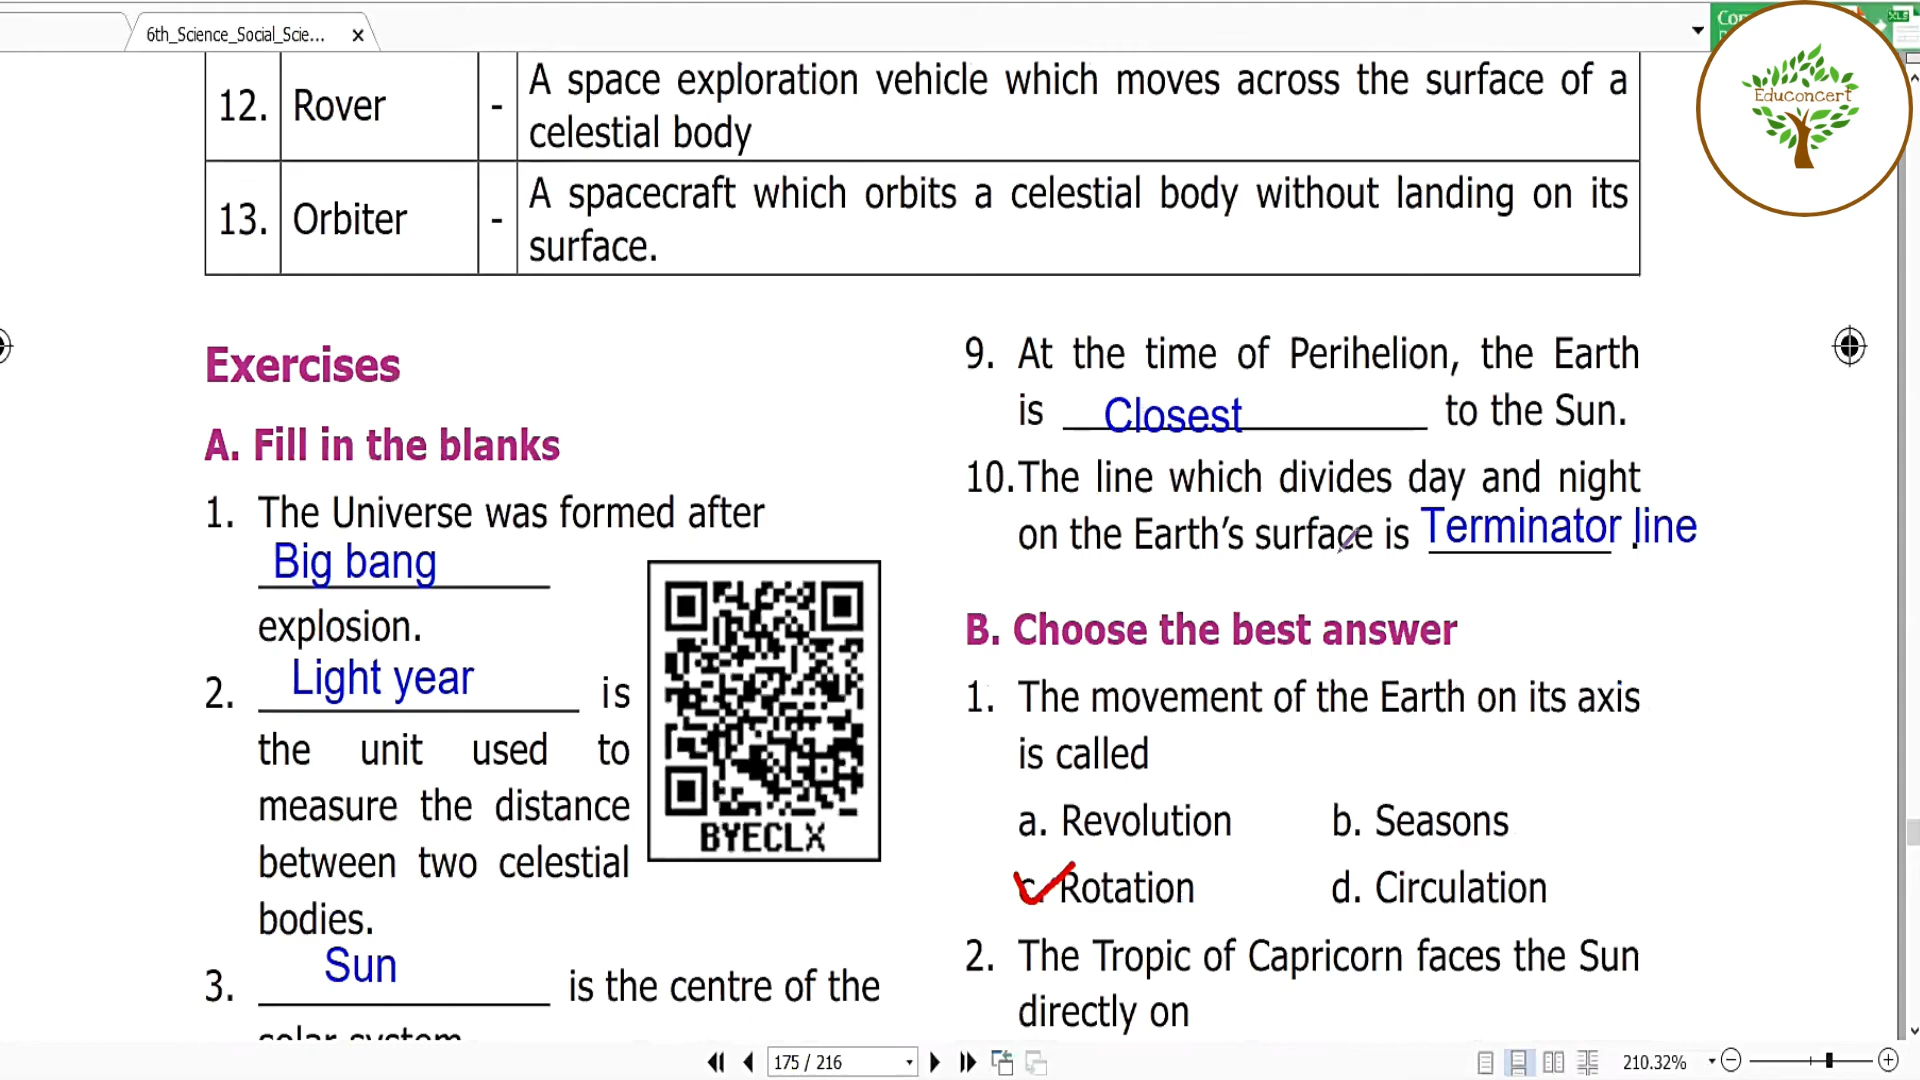 6th_Science_Social_Scie...
Educoncert
12. Rover - A space exploration vehicle which moves across the surface of a
celestial body
13. Orbiter - A spacecraft which orbits a celestial body without landing on its
surface.
Exercises
A. Fill in the blanks
1. The Universe was formed after
Big bang
explosion.
2. Light year is
the unit used to
measure the distance
between two celestial
bodies.
BYECLX
3. Sun is the centre of the
solar system
9. At the time of Perihelion, the Earth
is Closest to the Sun.
10. The line which divides day and night
on the Earth's surface is Terminator line .
B. Choose the best answer
1. The movement of the Earth on its axis
is called
a. Revolution b. Seasons
c. Rotation d. Circulation
2. The Tropic of Capricorn faces the Sun
directly on
175 / 216
210.32%